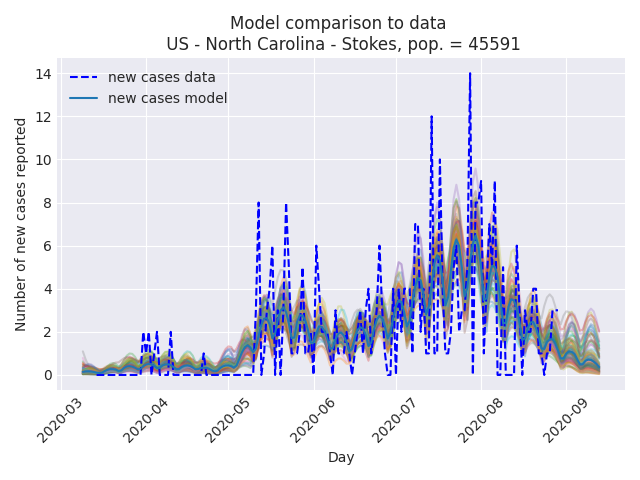 Model comparison to data
US - North Carolina - Stokes, pop. = 45591
new cases data
new cases model
Number of new cases reported
14
12
10
8
6
4
2
0
2020-03
2020-04
2020-05
2020-06
2020-07
2020-08
2020-09
Day